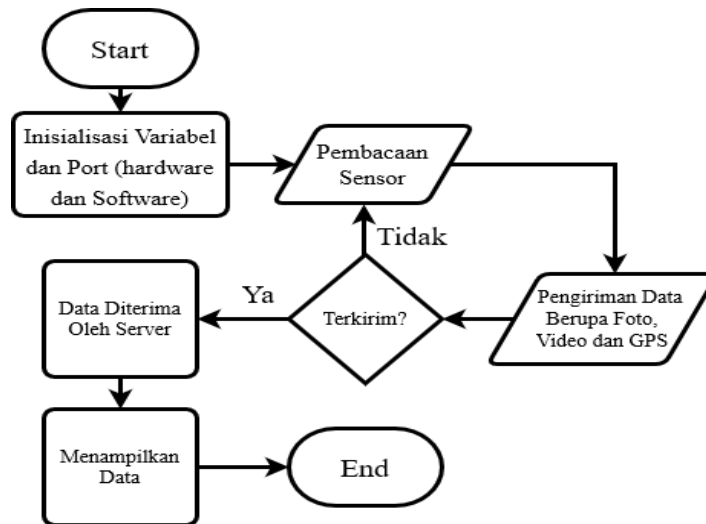 Start
Inisialisasi Variabel
dan Port (hardware
dan Software)
Pembacaan
Sensor
Pengiriman Data
Berupa Foto,
Video dan GPS
Terkirim?
Tidak
Ya
Data Diterima
Oleh Server
Menampilkan
Data
End